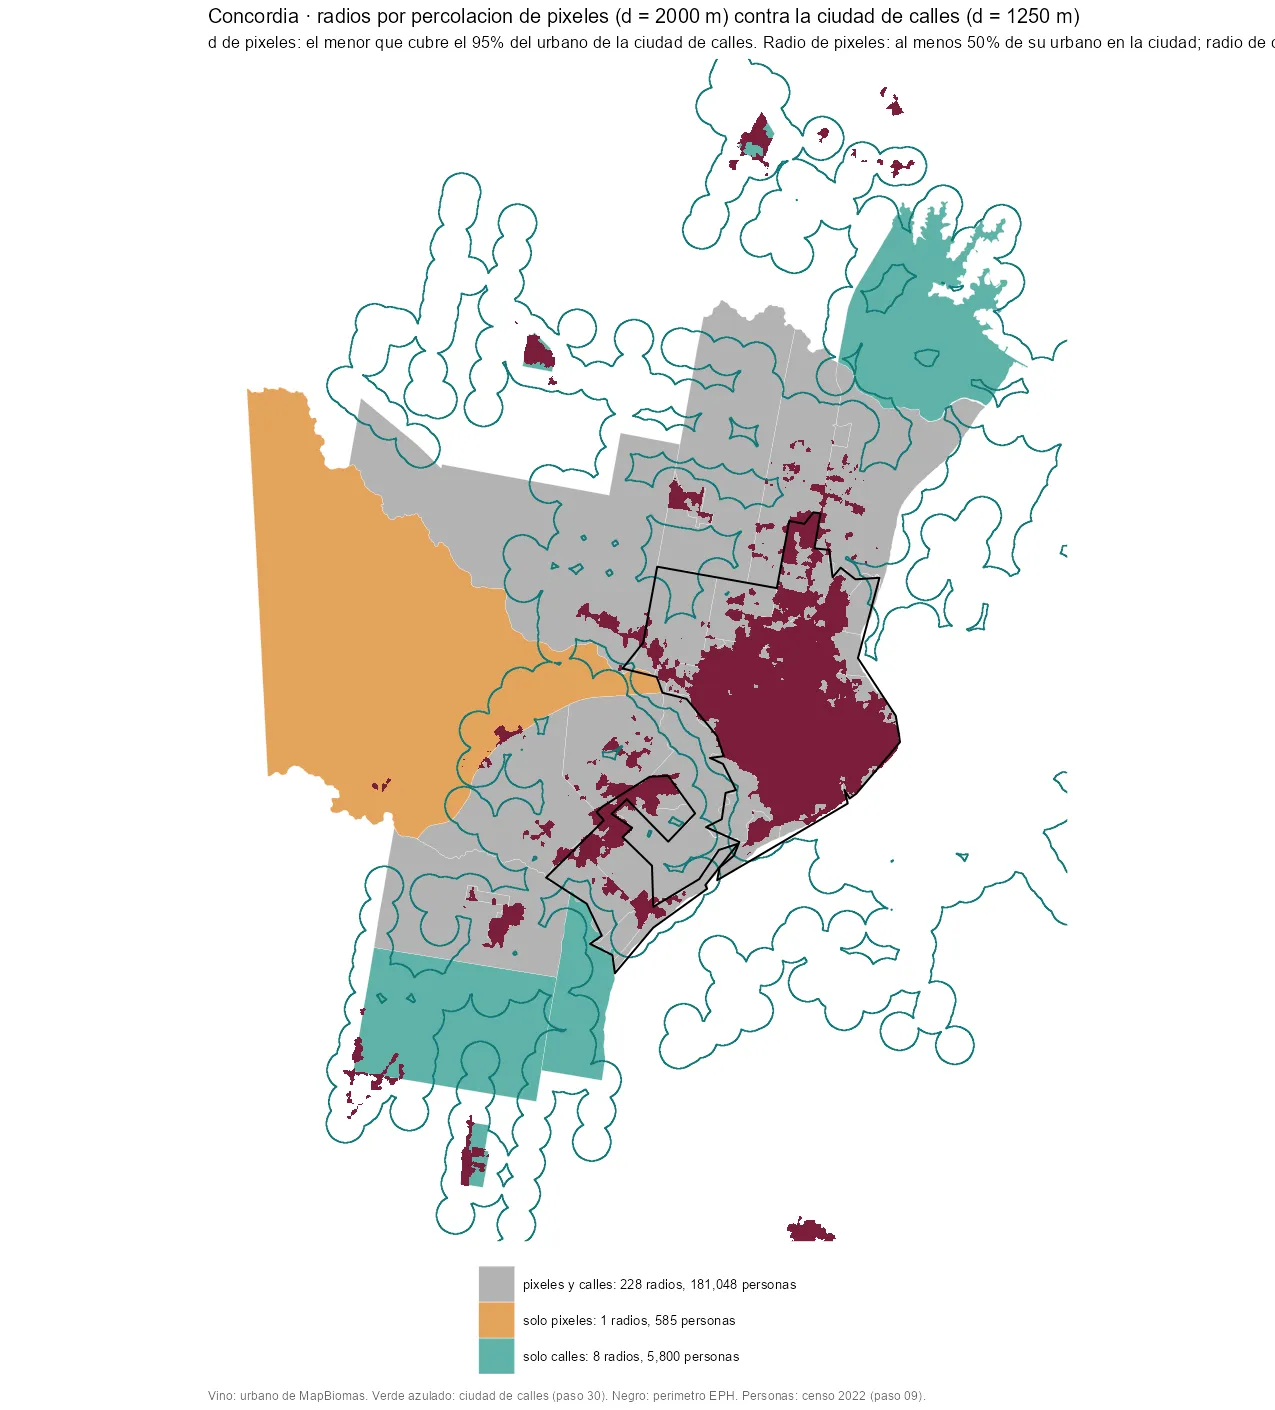 Concordia · radios por percolacion de pixeles (d = 2000 m) contra la ciudad de calles (d = 1250 m)
d de pixeles: el menor que cubre el 95% del urbano de la ciudad de calles. Radio de pixeles: al menos 50% de su urbano en la ciudad; radio de
pixeles y calles: 228 radios, 181,048 personas
solo pixeles: 1 radios, 585 personas
solo calles: 8 radios, 5,800 personas
Vino: urbano de MapBiomas. Verde azulado: ciudad de calles (paso 30). Negro: perimetro EPH. Personas: censo 2022 (paso 09).